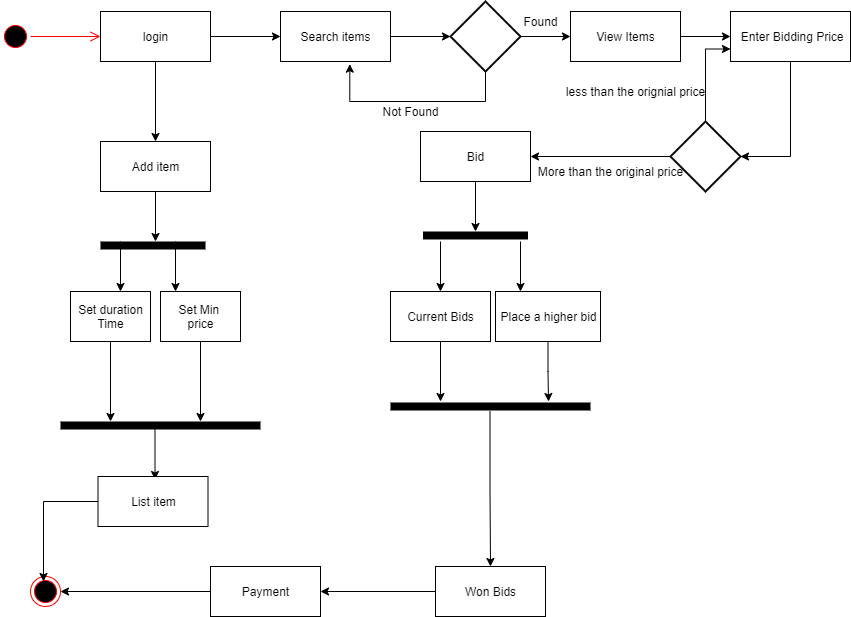 login
Search items
Found
View Items
Enter Bidding Price
less than the orignial price
Not Found
Add item
Bid
More than the original price
Set duration
Time
Set Min
price
Current Bids
Place a higher bid
List item
Payment
Won Bids